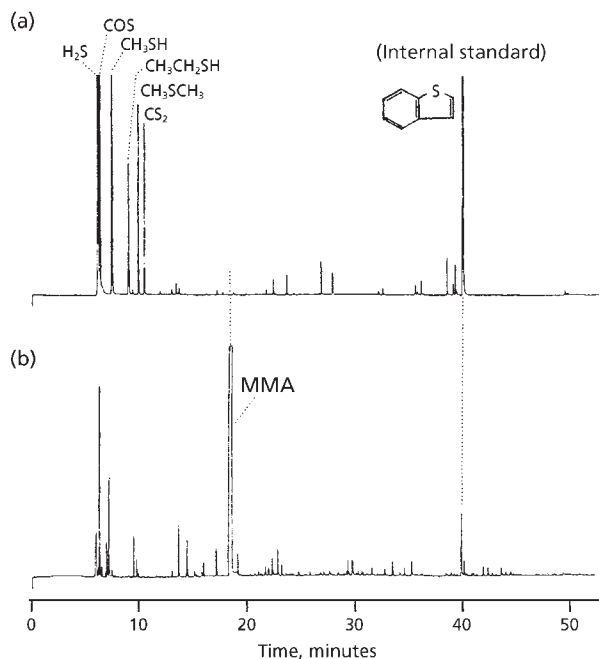 (a)
COS
H₂S
CH₃SH
CH₃CH₂SH
CH₃SCH₃
CS₂
(Internal standard)
S
(b)
MMA
0 10 20 30 40 50
Time, minutes